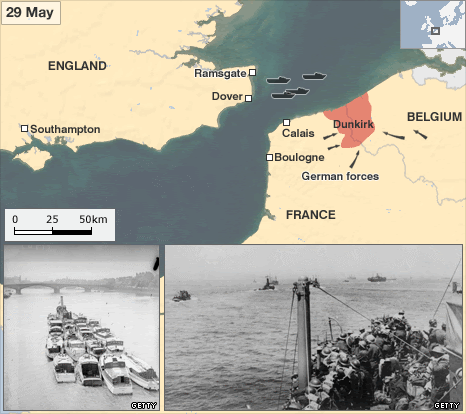 29 May
ENGLAND
Ramsgate
Dover
Southampton
Dunkirk
BELGIUM
Calais
Boulogne
German forces
FRANCE
0 25 50km
GETTY
GETTY